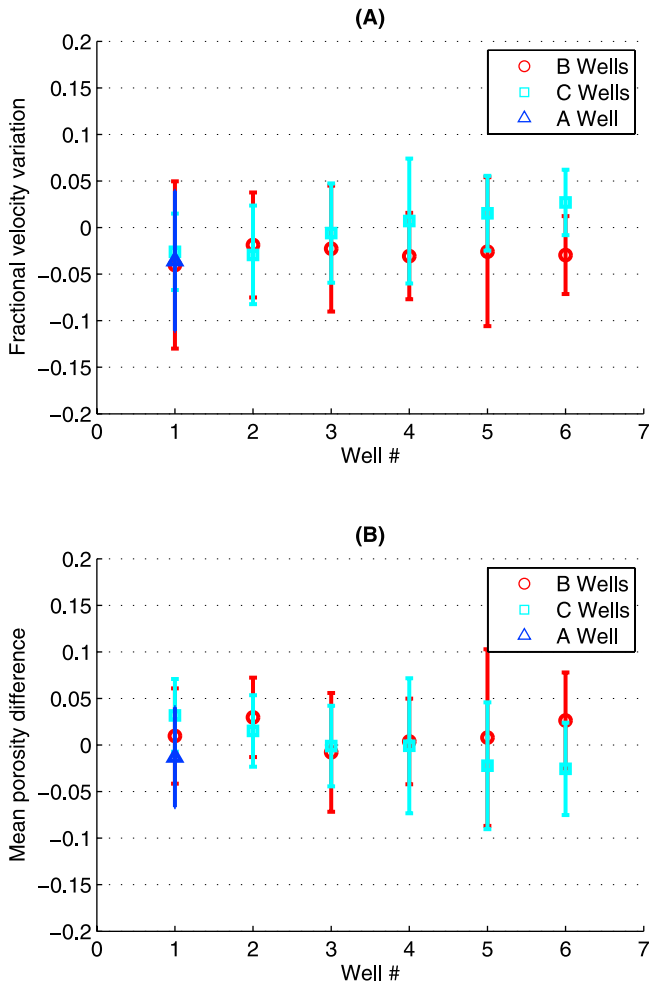 (A)
0.2
0.15
0.1
0.05
0
−0.05
−0.1
−0.15
−0.2
Fractional velocity variation
B Wells
C Wells
A Well
0 1 2 3 4 5 6 7
Well #
(B)
0.2
0.15
0.1
0.05
0
−0.05
−0.1
−0.15
−0.2
Mean porosity difference
B Wells
C Wells
A Well
0 1 2 3 4 5 6 7
Well #